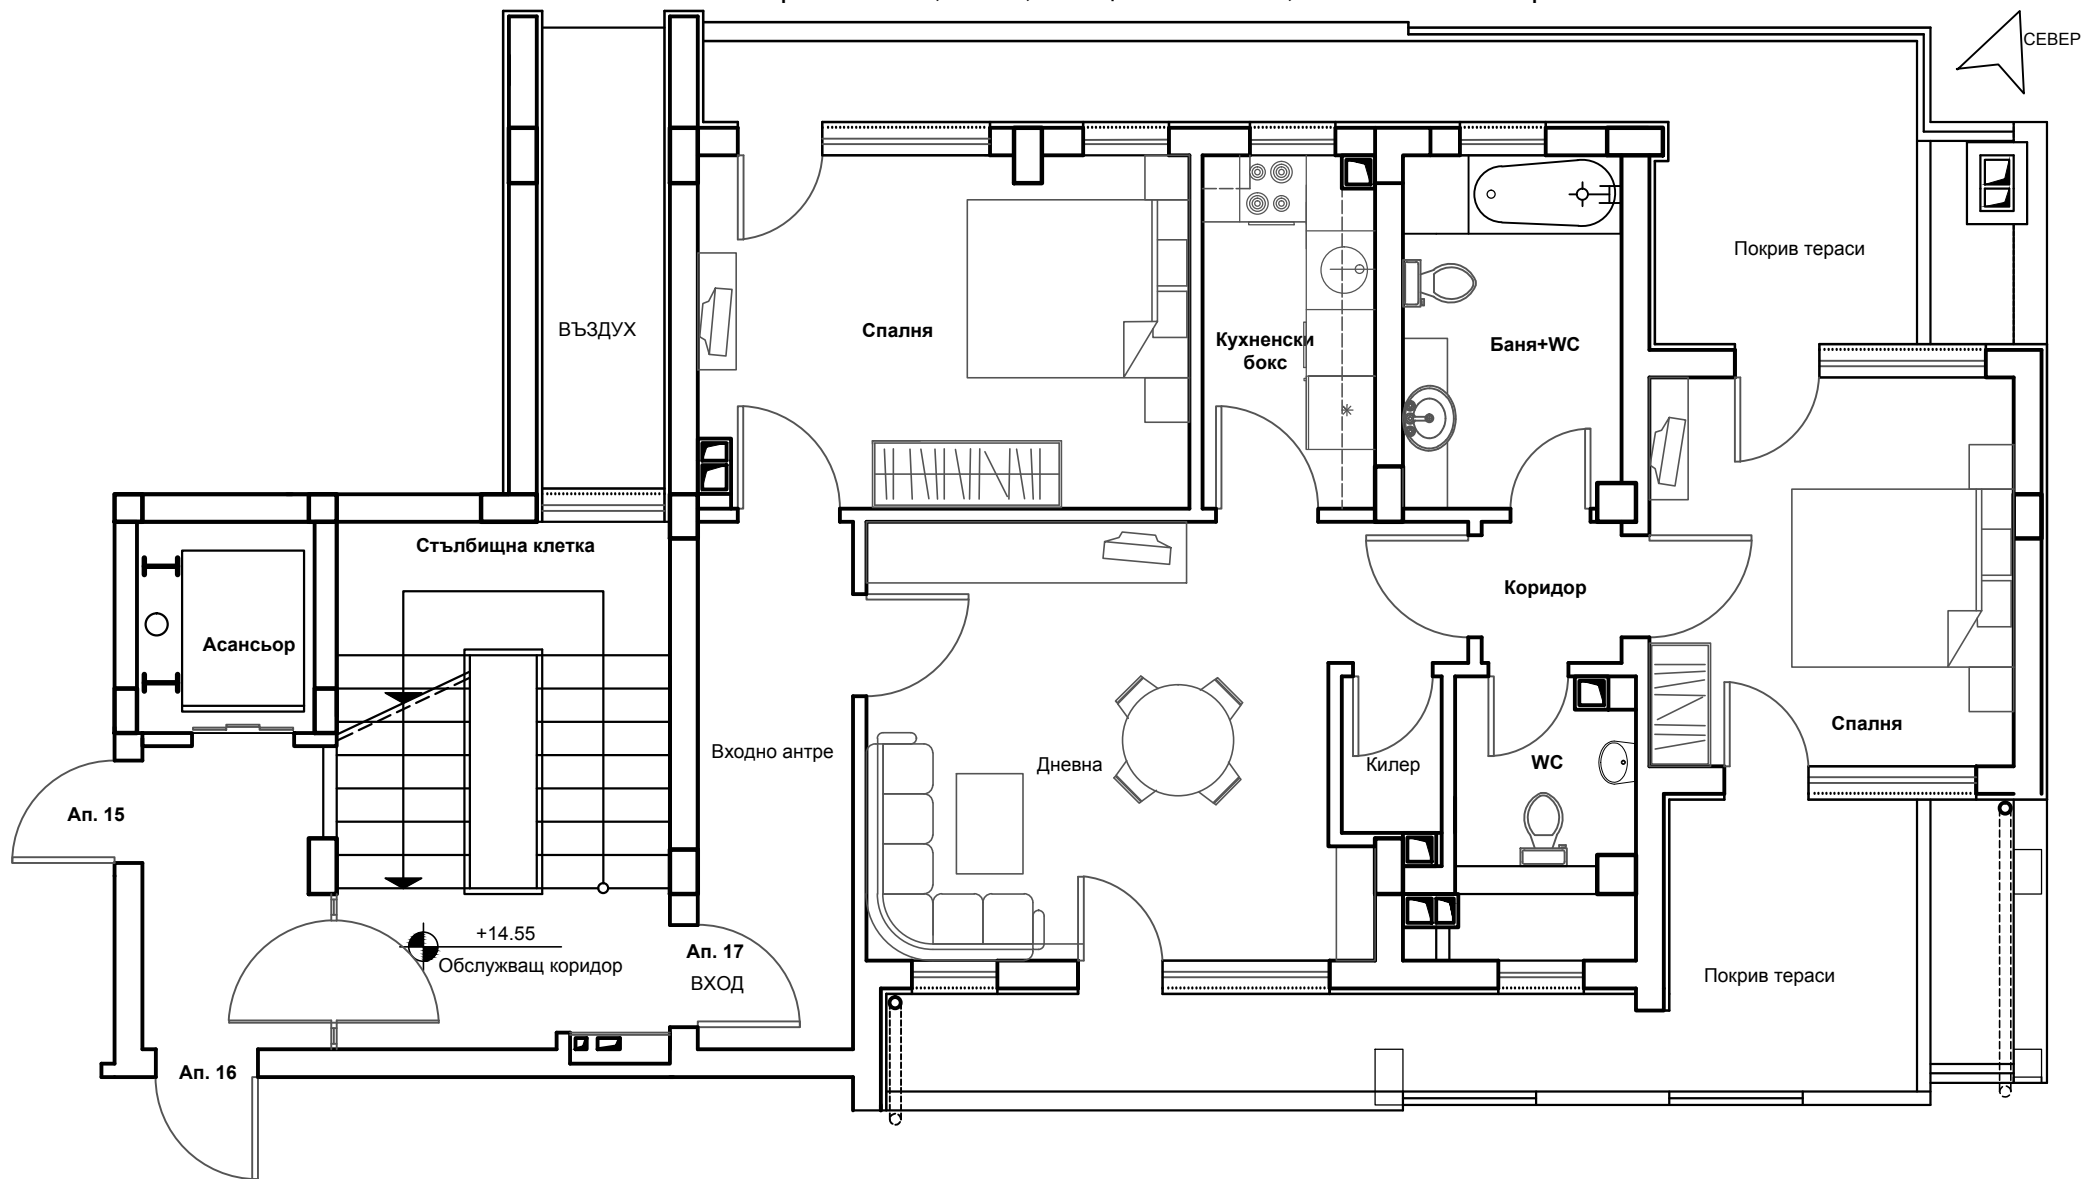 СЕВЕР
Покрив тераси
ВЪЗДУХ
Спалня
Кухненски
бокс
Баня+WC
Стълбищна клетка
Коридор
Асансьор
Спалня
Входно антре
Дневна
Килер
WC
Ап. 15
+14.55
Обслужващ коридор
Ап. 17
ВХОД
Покрив тераси
Ап. 16